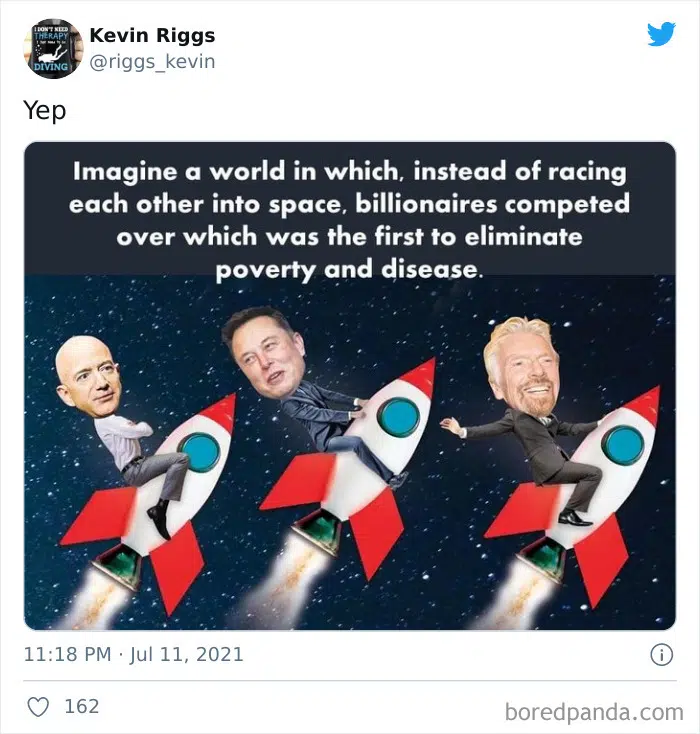 I DON'T NEED
THERAPY
DIVING
Kevin Riggs
@riggs_kevin
Yep
Imagine a world in which, instead of racing
each other into space, billionaires competed
over which was the first to eliminate
poverty and disease.
11:18 PM · Jul 11, 2021
162
boredpanda.com